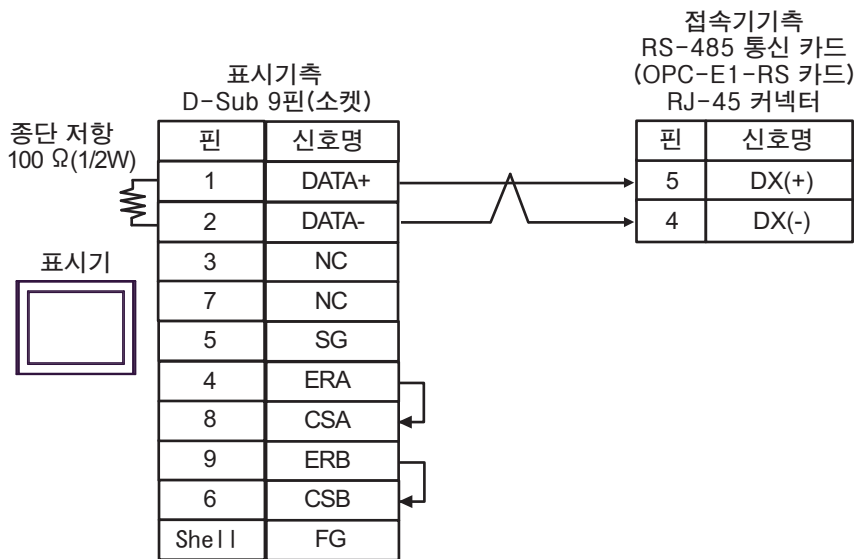 표시기측
D-Sub 9핀(소켓)
접속기기측
RS-485 통신 카드
(OPC-E1-RS 카드)
RJ-45 커넥터
종단 저항
100 Ω(1/2W)
표시기
핀 신호명
1 DATA+
2 DATA-
3 NC
7 NC
5 SG
4 ERA
8 CSA
9 ERB
6 CSB
Shell FG
핀 신호명
5 DX(+)
4 DX(-)